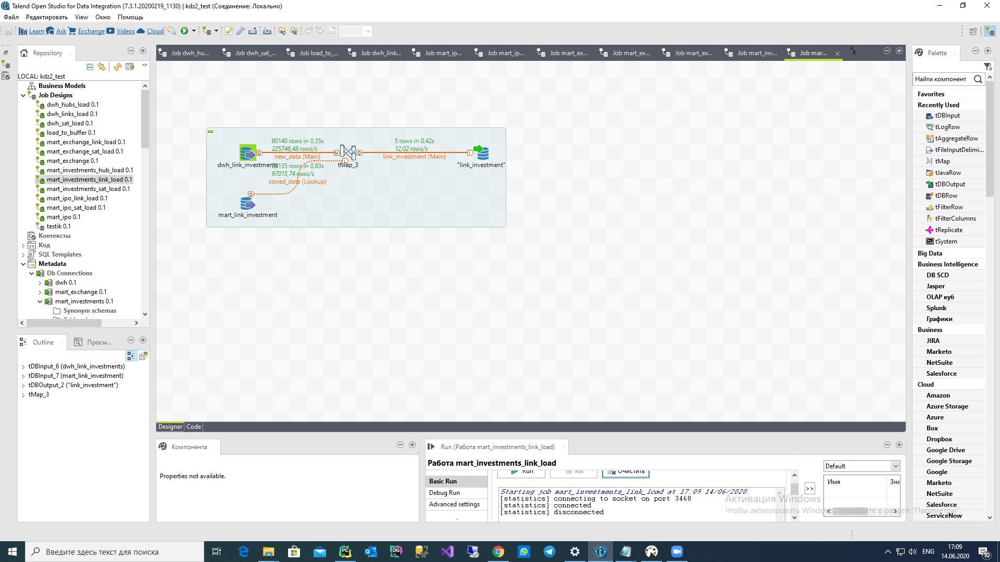 Talend Open Studio for Data Integration (7.3.1.20200219_1130) | kdz2_test (Соединение: Локально)
Файл Редактировать View Окно Помощь
Learn Ask Exchange Videos Cloud
Repository
LOCAL: kdz2_test
Business Models
Job Designs
dwh_hubs_load 0.1
dwh_links_load 0.1
dwh_sat_load 0.1
load_to_buffer 0.1
mart_exchange_link_load 0.1
mart_exchange_sat_load 0.1
mart_exchange 0.1
mart_investments_hub_load 0.1
mart_investments_link_load 0.1
mart_investments_sat_load 0.1
mart_ipo_link_load 0.1
mart_ipo_sat_load 0.1
mart_ipo 0.1
testik 0.1
Контексты
Код
SQL Templates
Metadata
Db Connections
dwh 0.1
mart_exchange 0.1
mart_investments 0.1
Synonym schemas
Outline Просм...
tDBInput_6 (dwh_link_investments)
tDBInput_7 (mart_link_investment)
tDBOutput_2 ("link_investment")
tMap_3
Job dwh_hu... Job dwh_sat_... Job load_to_... Job dwh_link... Job mart_ip... Job mart_ip... Job mart_ex... Job mart_ex... Job mart_ex... Job mart_inv... Job mar... 2
80140 rows in 0,35s
225746,48 rows/s
new_data (Main)
5 rows in 0,42s
12,02 rows/s
link_investment (Main)
dwh_link_investments
tMap_3
"link_investment"
135 rows in 0,83s
97015,74 rows/s
stored_data (Lookup)
mart_link_investment
Designer Code
Компонента
Properties not available.
Run (Работа mart_investments_link_load)
Работа mart_investments_link_load
Basic Run
Debug Run
Advanced settings
Run Kill Очистить
Starting job mart_investments_link_load at 17:09 14/06/2020.
[statistics] connecting to socket on port 3468
[statistics] connected
[statistics] disconnected
>>
Default
Имя Зна
Активация Windows
Чтобы активировать Windows, перейдите в раздел "Параметры".
Palette
Найти компонент
Favorites
Recently Used
tDBInput
tLogRow
tAggregateRow
tFileInputDelimi...
tMap
tJavaRow
tDBOutput
tDBRow
tFilterRow
tFilterColumns
tReplicate
tSystem
Big Data
Business Intelligence
DB SCD
Jasper
OLAP куб
Splunk
Графики
Business
JIRA
Marketo
NetSuite
Salesforce
Cloud
Amazon
Azure Storage
Azure
Box
Dropbox
Google Drive
Google Storage
Google
Marketo
NetSuite
Salesforce
ServiceNow
Введите здесь текст для поиска
ENG
17:09
14.06.2020
10